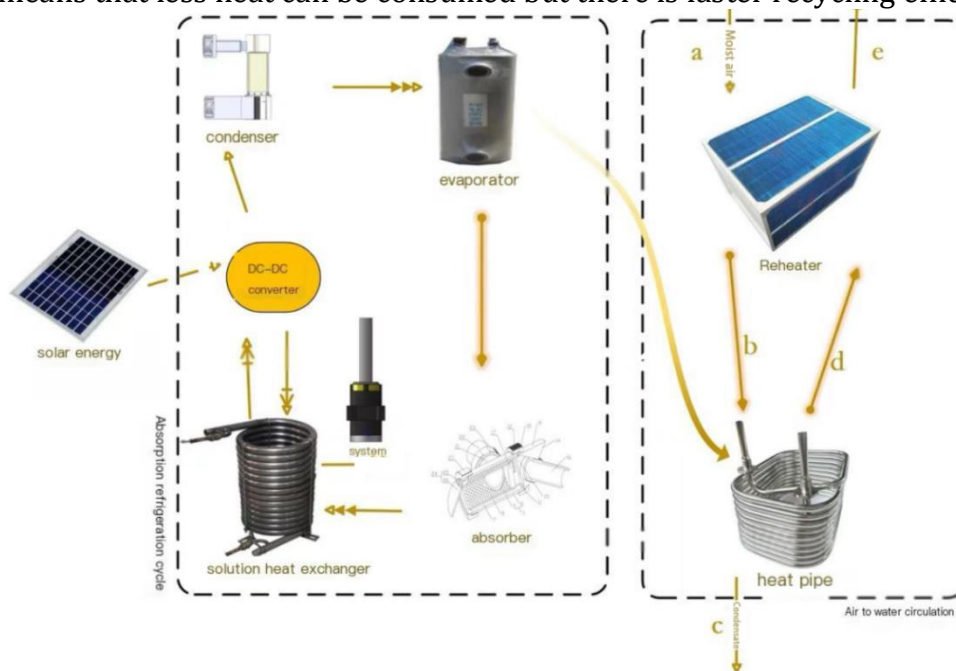 means that less heat can be consumed but there is faster recycling
condenser
evaporator
DC-DC
converter
solar energy
system
absorber
solution heat exchanger
Absorption refrigeration cycle
a
Moist air
e
Reheater
b
d
heat pipe
Air to water circulation
c
Condensate